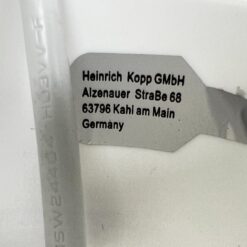 Heinrich Kopp GmbH
Alzenauer StraBe 68
63796 Kahl am Main
Germany